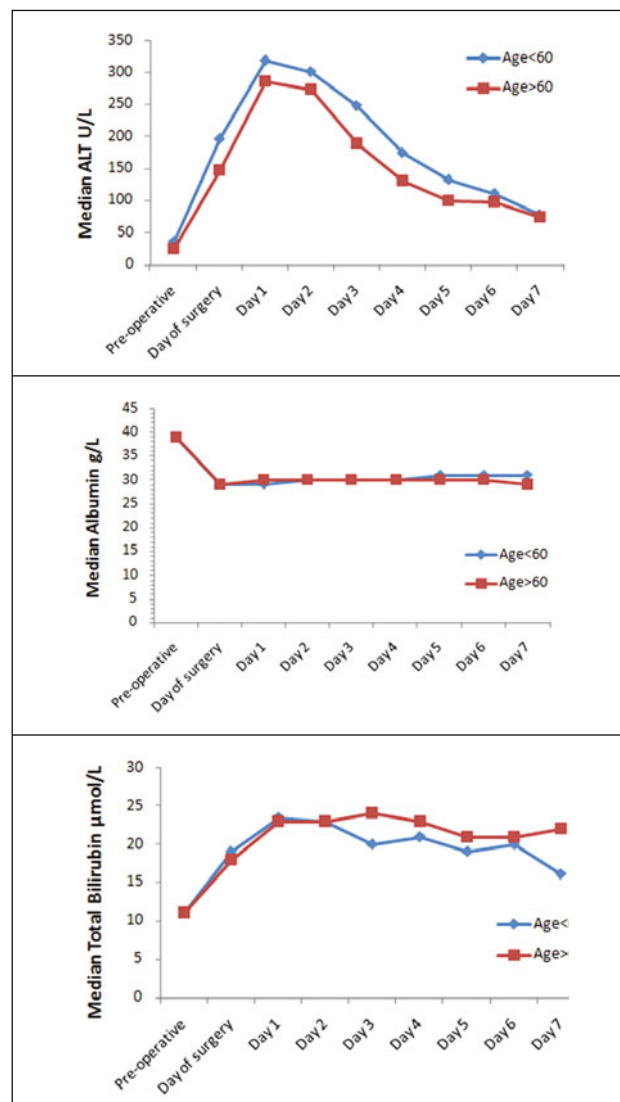 Median ALT U/L
350
300
250
200
150
100
50
0
Age<60
Age>60
Pre-operative
Day of surgery
Day 1
Day 2
Day 3
Day 4
Day 5
Day 6
Day 7
Median Albumin g/L
45
40
35
30
25
20
15
10
5
0
Age<60
Age>60
Pre-operative
Day of surgery
Day 1
Day 2
Day 3
Day 4
Day 5
Day 6
Day 7
Median Total Bilirubin µmol/L
30
25
20
15
10
5
0
Age<
Age>
Pre-operative
Day of surgery
Day 1
Day 2
Day 3
Day 4
Day 5
Day 6
Day 7